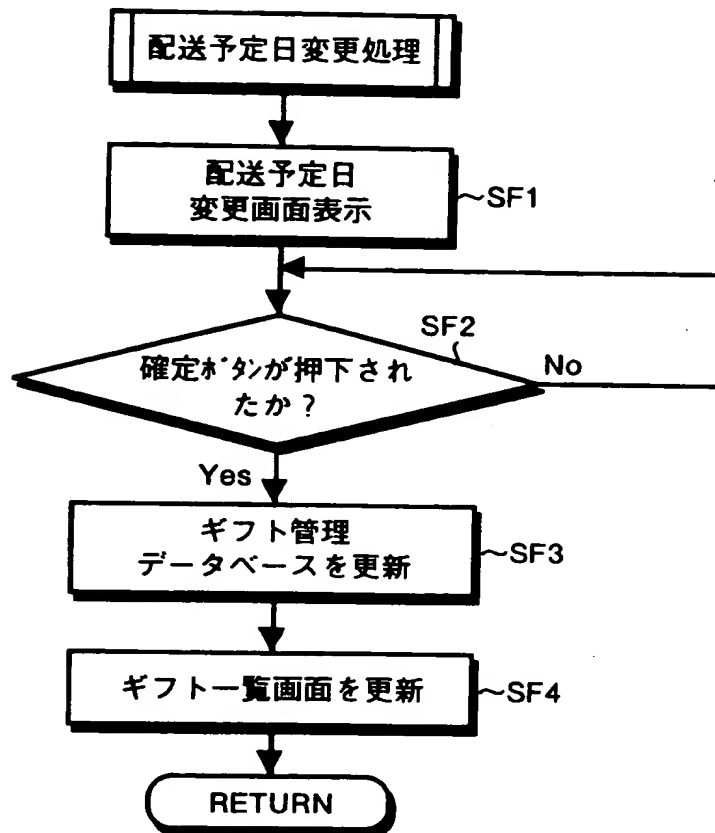 配送予定日変更処理
配送予定日
変更画面表示
~SF1
SF2
確定ボタンが押下され
たか?
No
Yes
ギフト管理
データベースを更新
~SF3
ギフト一覧画面を更新
~SF4
RETURN